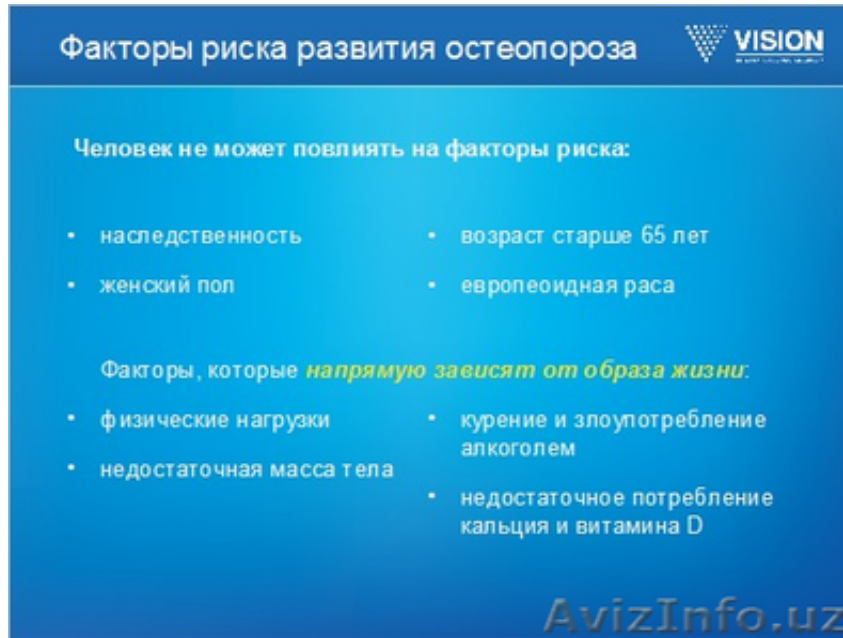 Факторы риска развития остеопороза
VISION
Человек не может повлиять на факторы риска:
• наследственность
• женский пол
• возраст старше 65 лет
• европеоидная раса
Факторы, которые напрямую зависят от образа жизни:
• физические нагрузки
• недостаточная масса тела
• курение и злоупотребление
алкоголем
• недостаточное потребление
кальция и витамина D
AvizInfo.uz